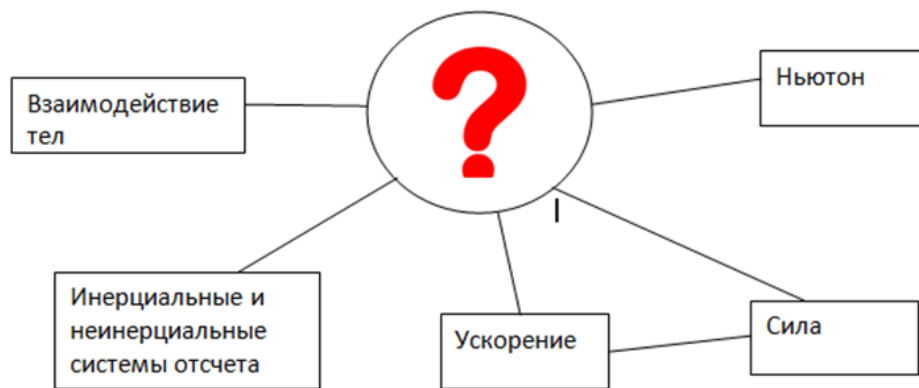 ?
Взаимодействие
тел
Ньютон
Инерциальные и
неинерциальные
системы отсчета
Ускорение
Сила